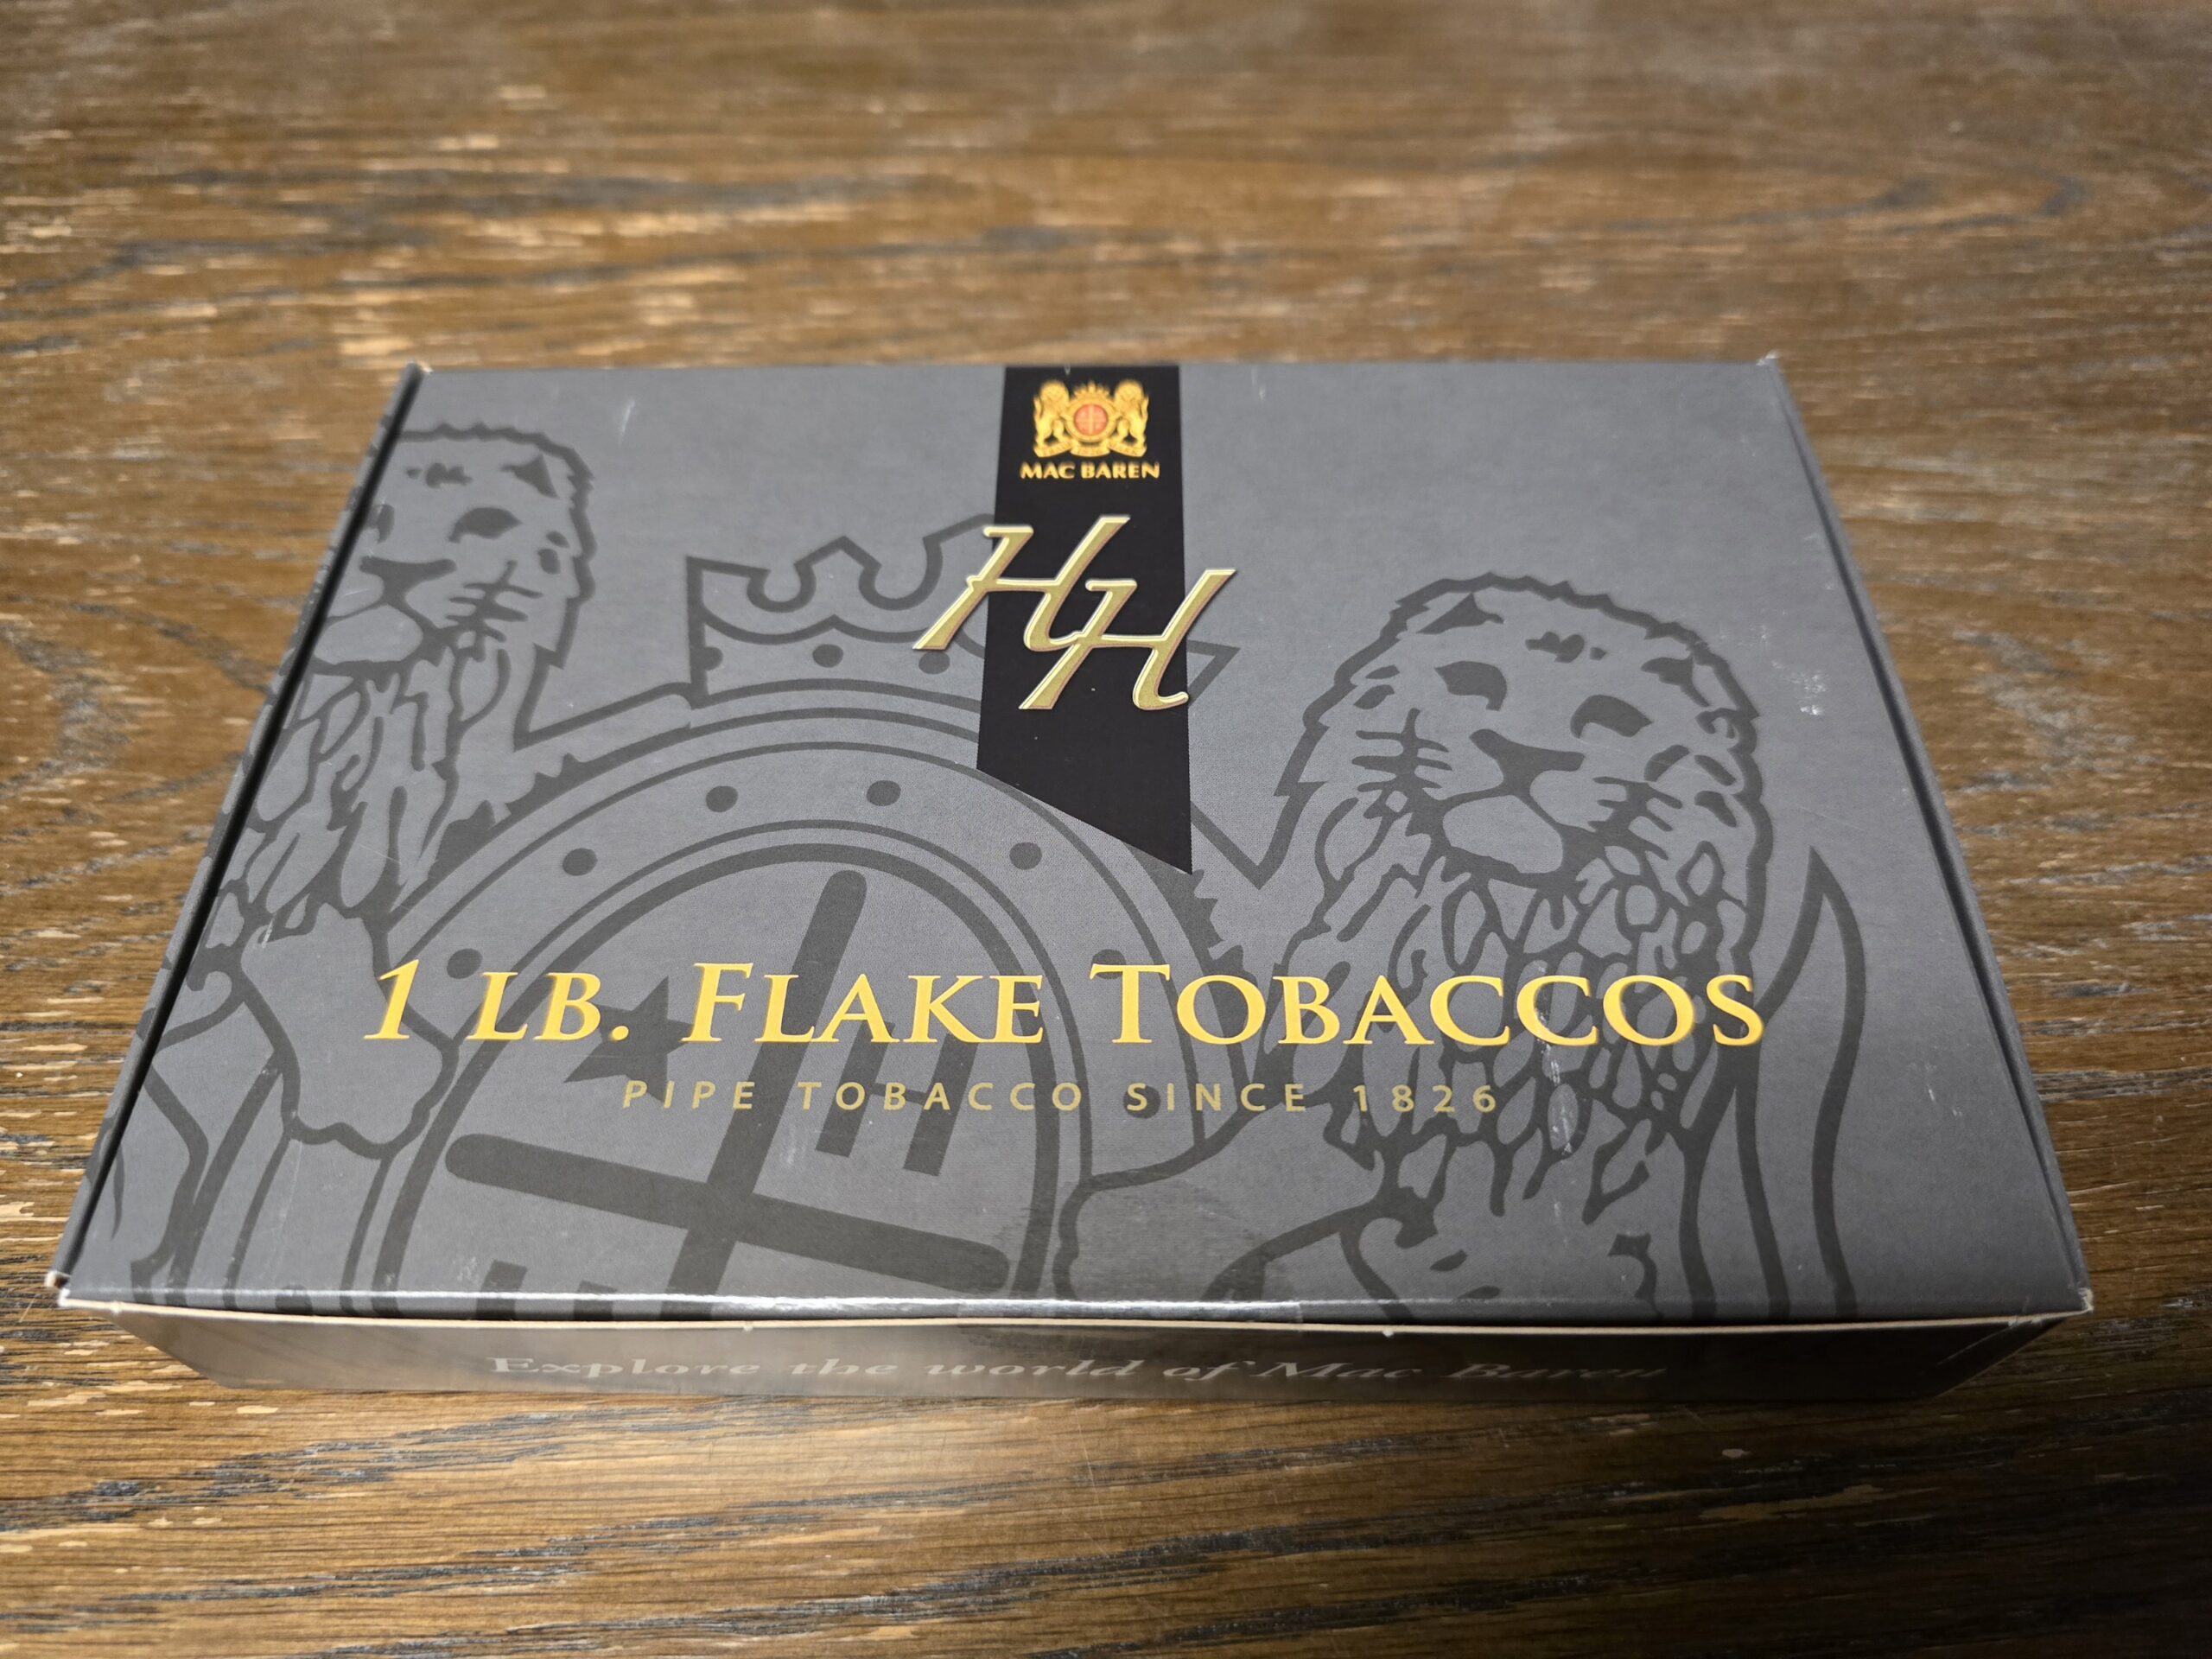 MAC BAREN
HH
1 LB. FLAKE TOBACCOS
PIPE TOBACCO SINCE 1826
Explore the world of Mac Baren